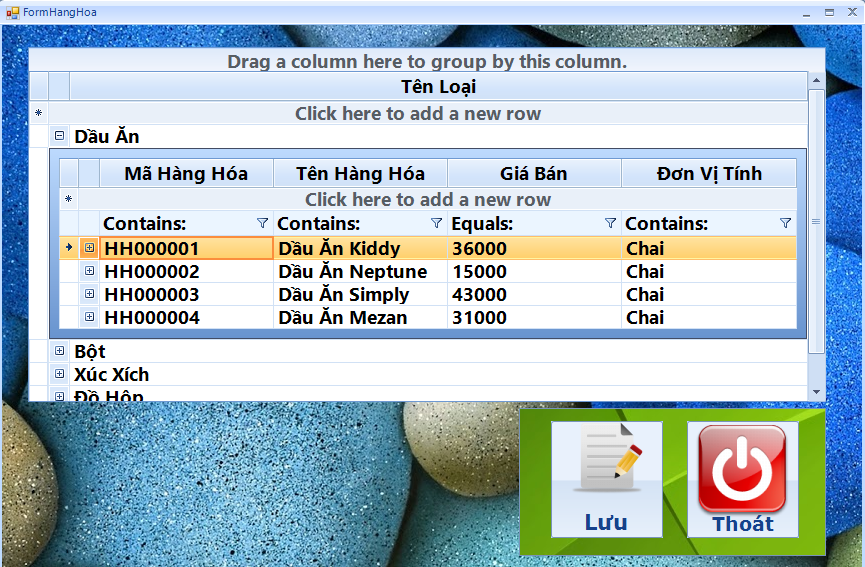 FormHangHoa
Drag a column here to group by this column.
Tên Loại
Click here to add a new row
Dầu Ăn
Mã Hàng Hóa Tên Hàng Hóa Giá Bán Đơn Vị Tính
Click here to add a new row
Contains: Contains: Equals: Contains:
HH000001 Dầu Ăn Kiddy 36000 Chai
HH000002 Dầu Ăn Neptune 15000 Chai
HH000003 Dầu Ăn Simply 43000 Chai
HH000004 Dầu Ăn Mezan 31000 Chai
Bột
Xúc Xích
Đồ Hộp
Lưu Thoát